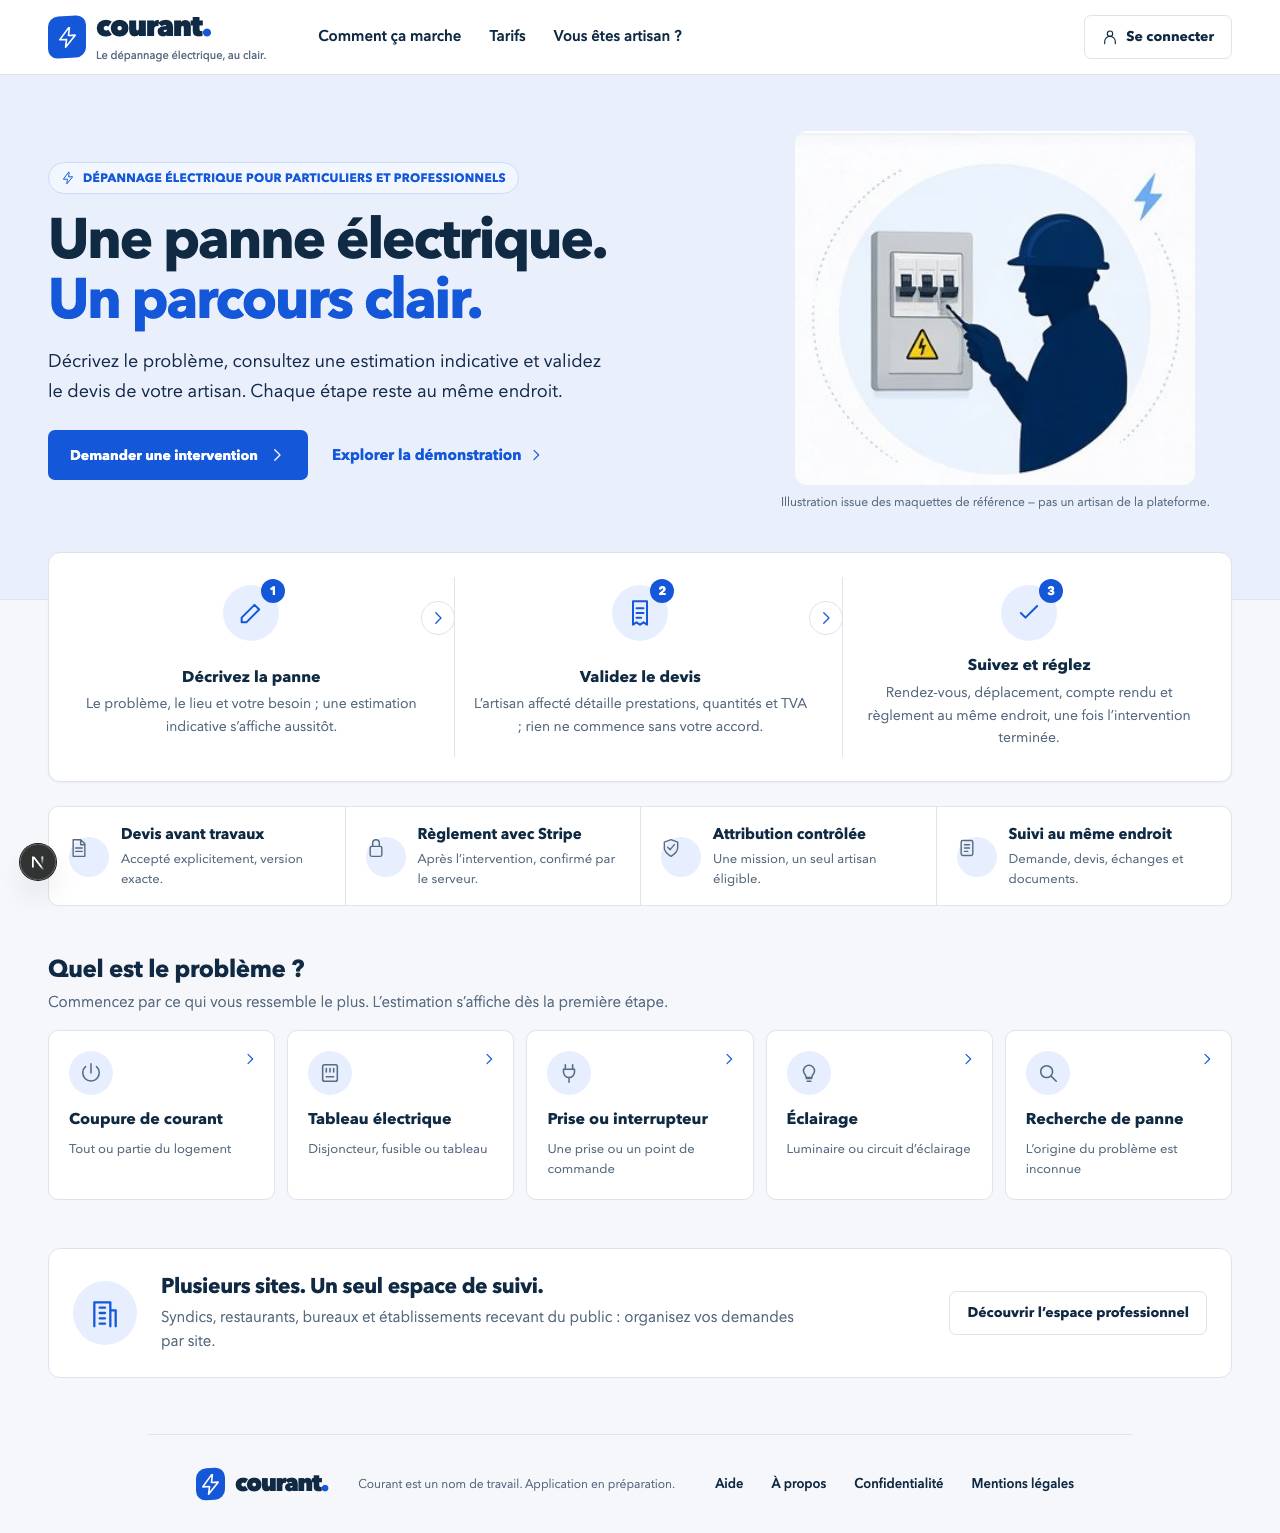 courant.
Le dépannage électrique, au clair.
Comment ça marche
Tarifs
Vous êtes artisan ?
Se connecter
DÉPANNAGE ÉLECTRIQUE POUR PARTICULIERS ET PROFESSIONNELS
Une panne électrique.
Un parcours clair.
Décrivez le problème, consultez une estimation indicative et validez
le devis de votre artisan. Chaque étape reste au même endroit.
Demander une intervention
Explorer la démonstration
Illustration issue des maquettes de référence – pas un artisan de la plateforme.
1
Décrivez la panne
Le problème, le lieu et votre besoin ; une estimation
indicative s’affiche aussitôt.
2
Validez le devis
L’artisan affecté détaille prestations, quantités et TVA
; rien ne commence sans votre accord.
3
Suivez et réglez
Rendez-vous, déplacement, compte rendu et
règlement au même endroit, une fois l’intervention
terminée.
N
Devis avant travaux
Accepté explicitement, version
exacte.
Règlement avec Stripe
Après l’intervention, confirmé par
le serveur.
Attribution contrôlée
Une mission, un seul artisan
éligible.
Suivi au même endroit
Demande, devis, échanges et
documents.
Quel est le problème ?
Commencez par ce qui vous ressemble le plus. L’estimation s’affiche dès la première étape.
Coupure de courant
Tout ou partie du logement
Tableau électrique
Disjoncteur, fusible ou tableau
Prise ou interrupteur
Une prise ou un point de
commande
Éclairage
Luminaire ou circuit d’éclairage
Recherche de panne
L’origine du problème est
inconnue
Plusieurs sites. Un seul espace de suivi.
Syndics, restaurants, bureaux et établissements recevant du public : organisez vos demandes
par site.
Découvrir l’espace professionnel
courant.
Courant est un nom de travail. Application en préparation.
Aide
À propos
Confidentialité
Mentions légales